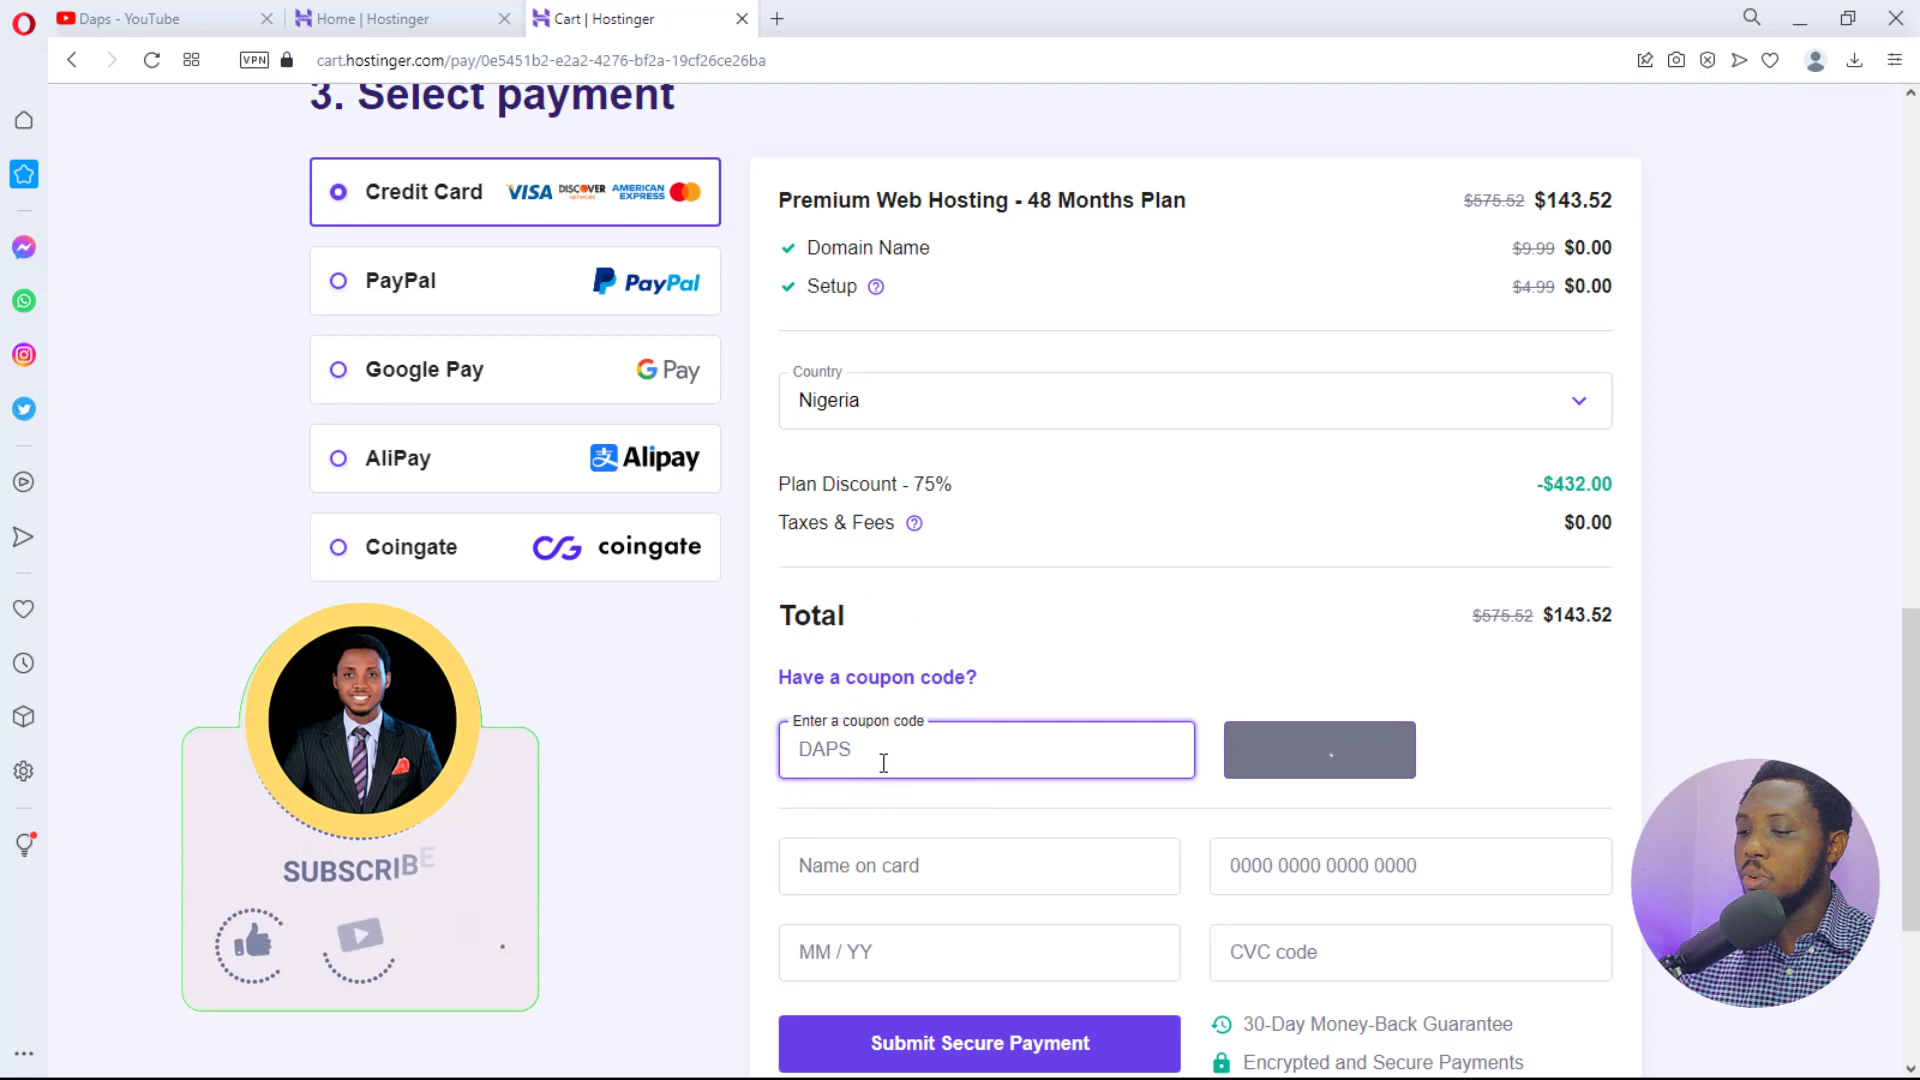 Daps - YouTube
Home | Hostinger
Cart | Hostinger
VPN
cart.hostinger.com/pay/0e5451b2-e2a2-4276-bf2a-19cf26ce26ba
3. Select payment
Credit Card VISA DISCOVER NETWORK AMERICAN EXPRESS
PayPal PayPal
Google Pay G Pay
AliPay 支 Alipay
Coingate CG coingate
Premium Web Hosting - 48 Months Plan $575.52 $143.52
Domain Name $9.99 $0.00
Setup $4.99 $0.00
Country
Nigeria
Plan Discount - 75% -$432.00
Taxes & Fees $0.00
Total $575.52 $143.52
Have a coupon code?
Enter a coupon code
DAPS
Name on card 0000 0000 0000 0000
MM / YY CVC code
Submit Secure Payment
30-Day Money-Back Guarantee
Encrypted and Secure Payments
SUBSCRIBE